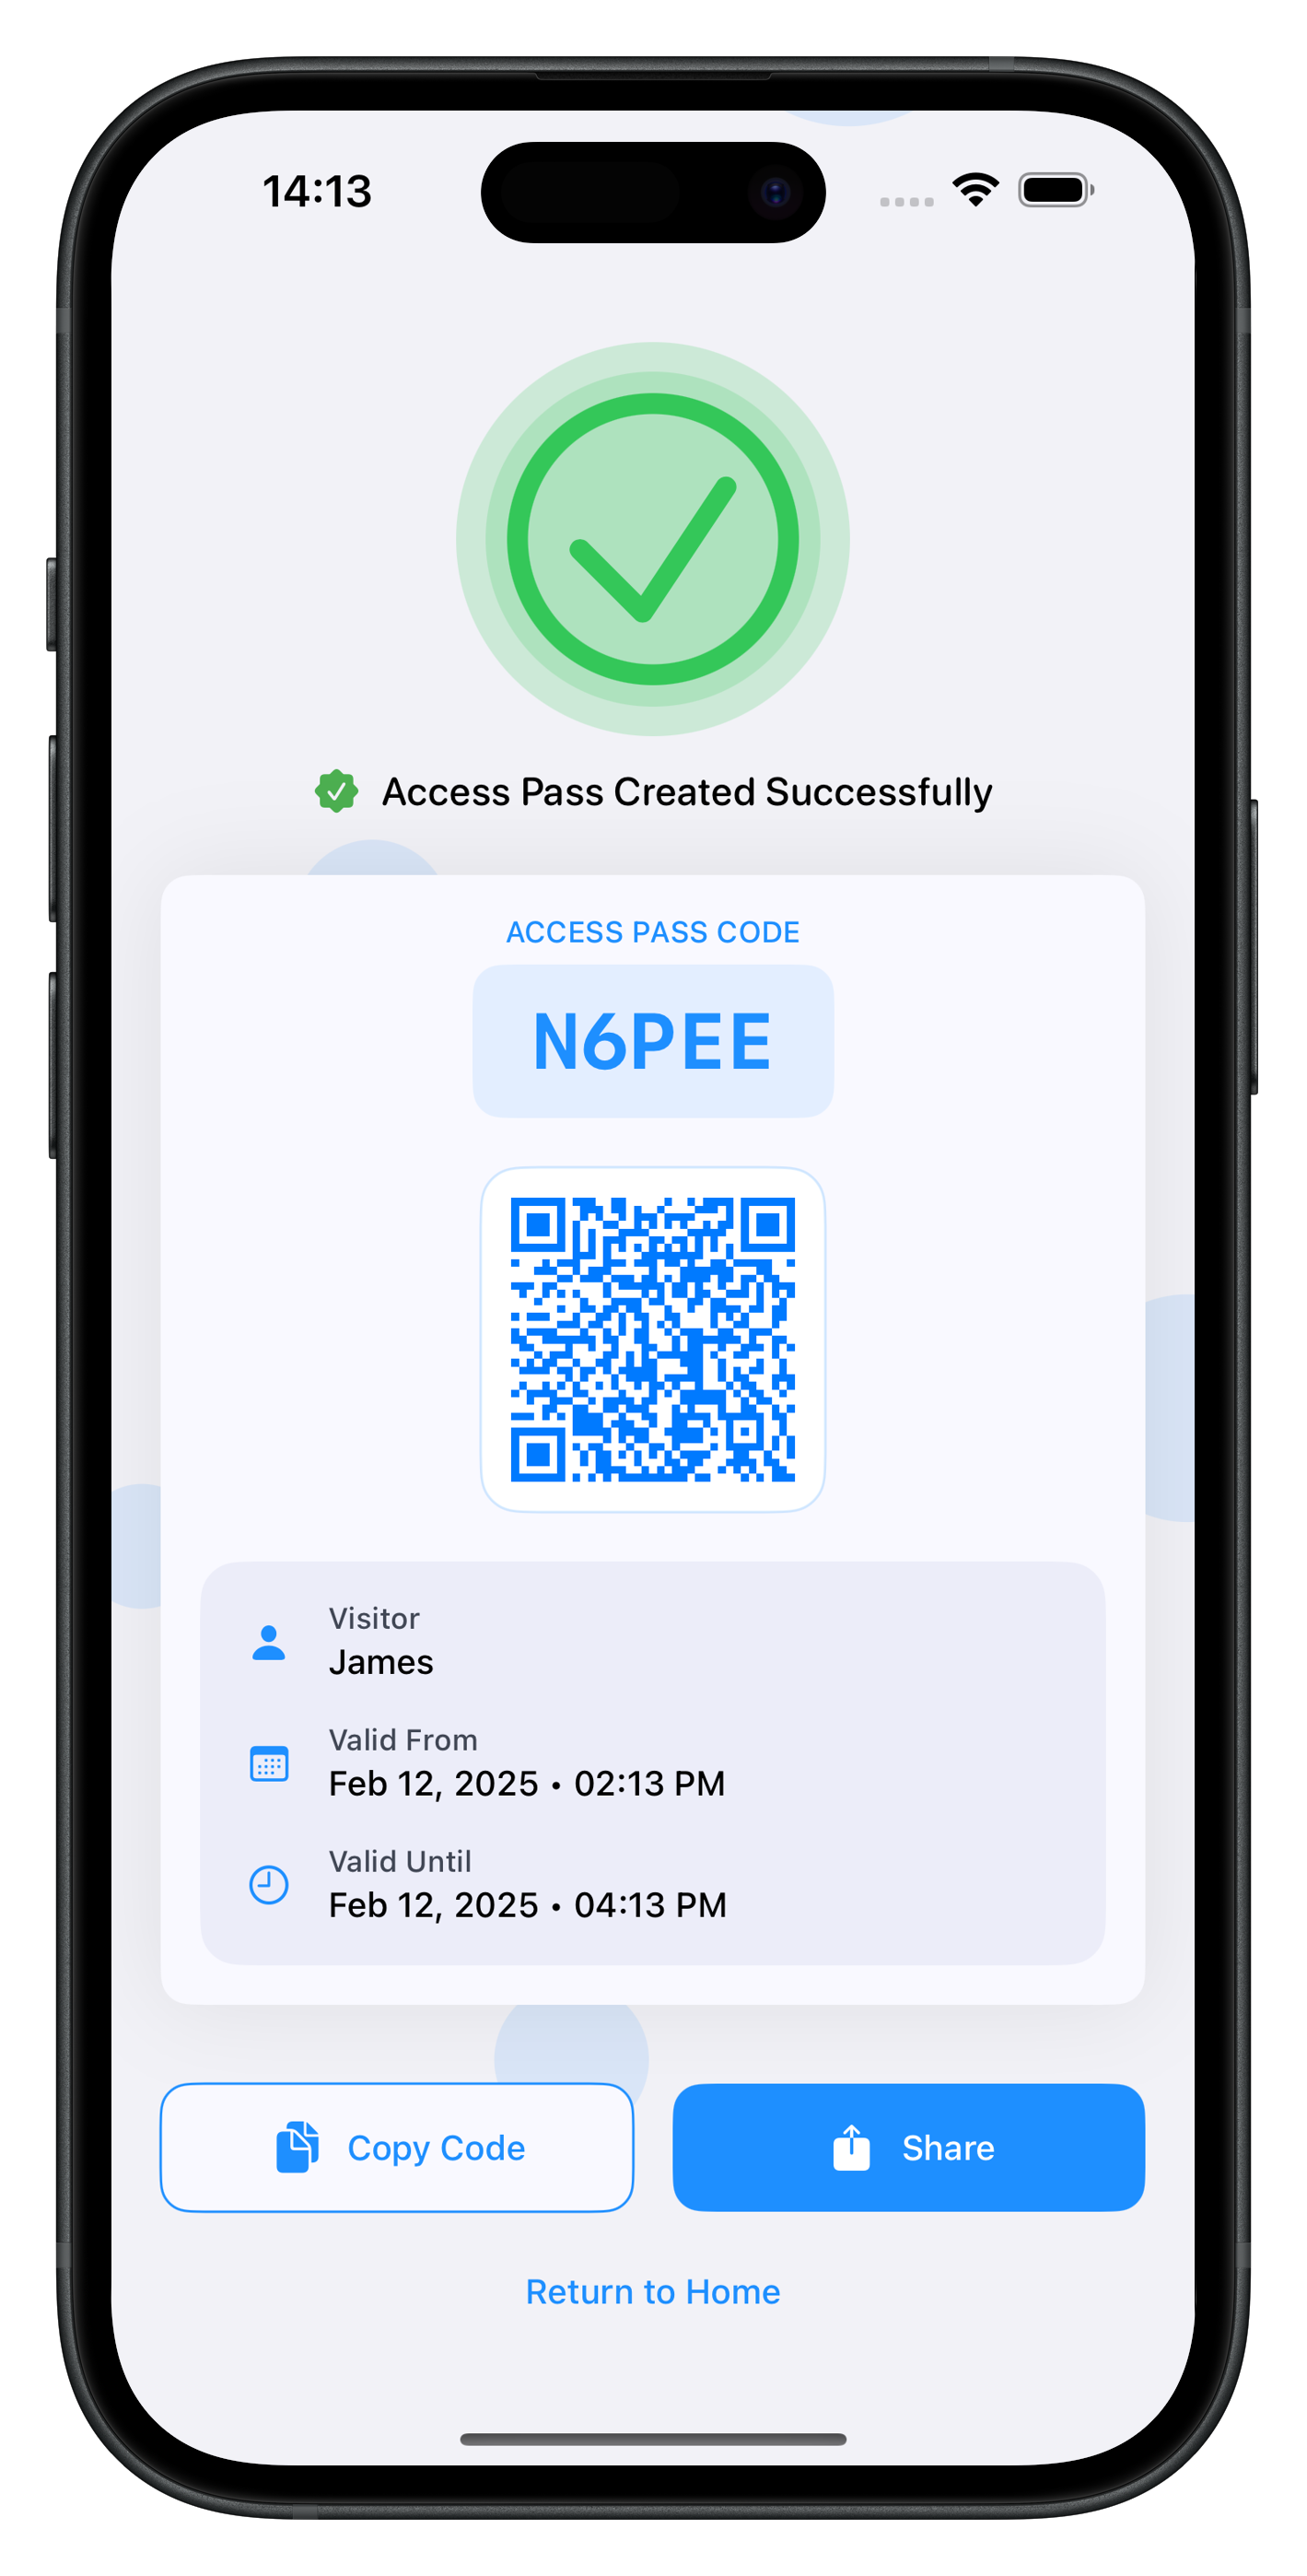 14:13
Access Pass Created Successfully
ACCESS PASS CODE
N6PEE
Visitor
James
Valid From
Feb 12, 2025 • 02:13 PM
Valid Until
Feb 12, 2025 • 04:13 PM
Copy Code
Share
Return to Home